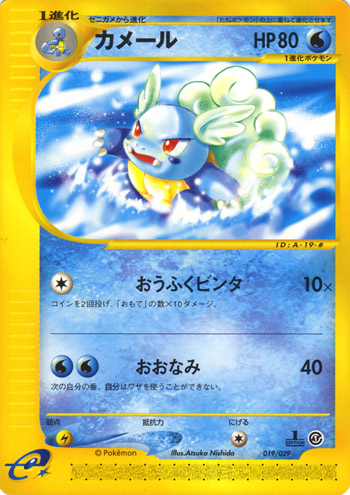 1進化
ゼニガメから進化
カメール
HP80
「たねポケモン」の上に重ねて進化させます
1進化ポケモン
ID:A-19-#
おうふくビンタ 10×
コインを2回投げ、「おもて」の数×10ダメージ。
おおなみ 40
次の自分の番、自分はワザを使うことができない。
弱点 抵抗力 にげる
1
EDITION
© Pokémon Illus.Atsuko Nishida 019/029
e